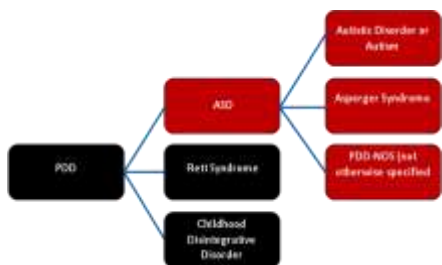 Autistic Disorder or
Autism
ASD
Asperger Syndrome
PDD
Rett Syndrome
PDD-NOS (not
otherwise specified
Childhood
Disintegrative
Disorder